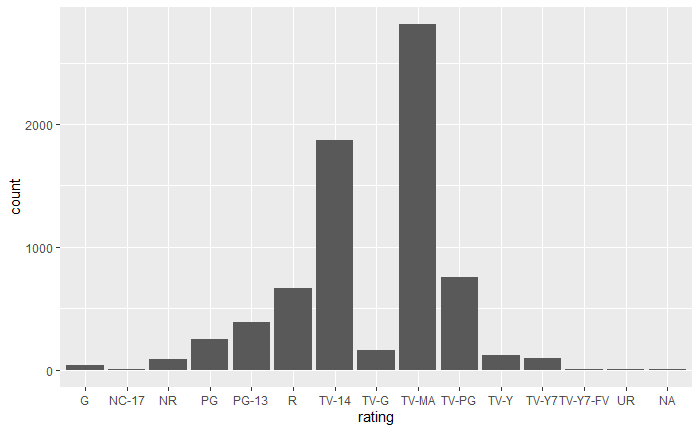 count
2000
1000
0
G NC-17 NR PG PG-13 R TV-14 TV-G TV-MA TV-PG TV-Y TV-Y7 TV-Y7-FV UR NA
rating